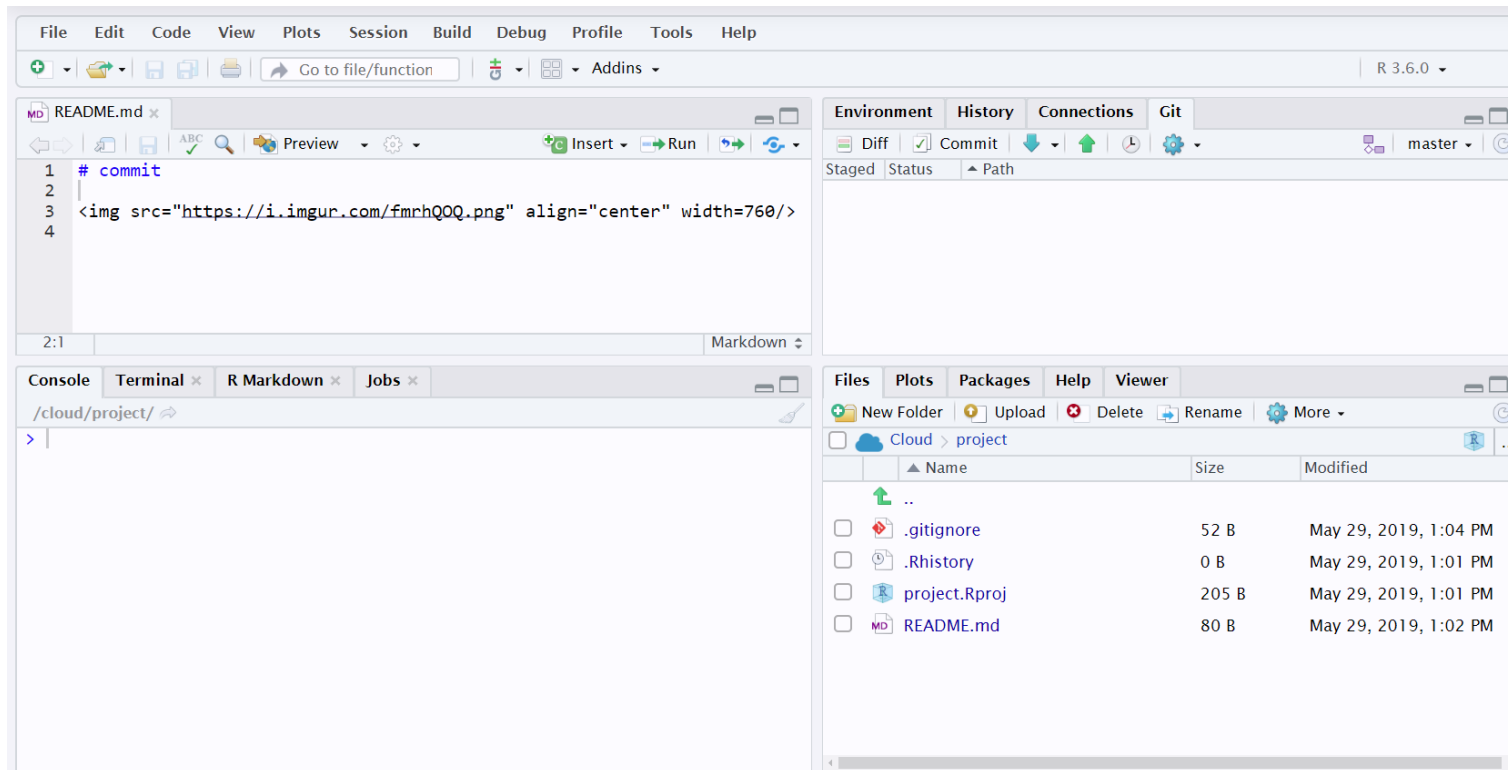 File Edit Code View Plots Session Build Debug Profile Tools Help
Go to file/function Addins R 3.6.0
README.md
ABC Preview Insert Run
1 # commit
2
3 <img src="https://i.imgur.com/fmrhQOQ.png" align="center" width=760/>
4
2:1 Markdown
Environment History Connections Git
Diff Commit master
Staged Status Path
Console Terminal R Markdown Jobs
/cloud/project/
>
Files Plots Packages Help Viewer
New Folder Upload Delete Rename More
Cloud > project
Name Size Modified
..
.gitignore 52 B May 29, 2019, 1:04 PM
.Rhistory 0 B May 29, 2019, 1:01 PM
project.Rproj 205 B May 29, 2019, 1:01 PM
MD README.md 80 B May 29, 2019, 1:02 PM